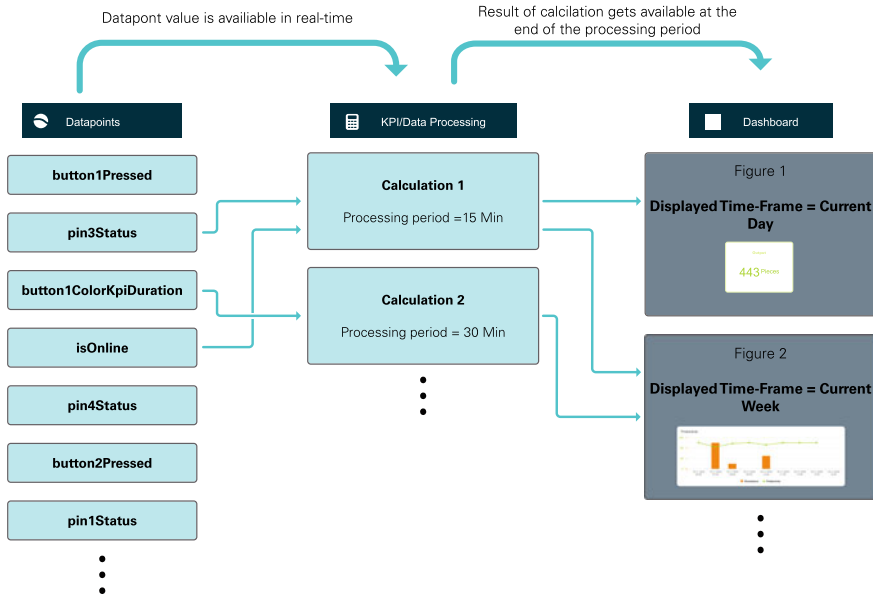 Datapont value is availiable in real-time
Result of calcilation gets available at the
end of the processing period
Datapoints
KPI/Data Processing
Dashboard
button1Pressed
pin3Status
button1ColorKpiDuration
isOnline
pin4Status
button2Pressed
pin1Status
Calculation 1
Processing period =15 Min
Calculation 2
Processing period = 30 Min
Figure 1
Displayed Time-Frame = Current
Day
443 Pieces
Figure 2
Displayed Time-Frame = Current
Week